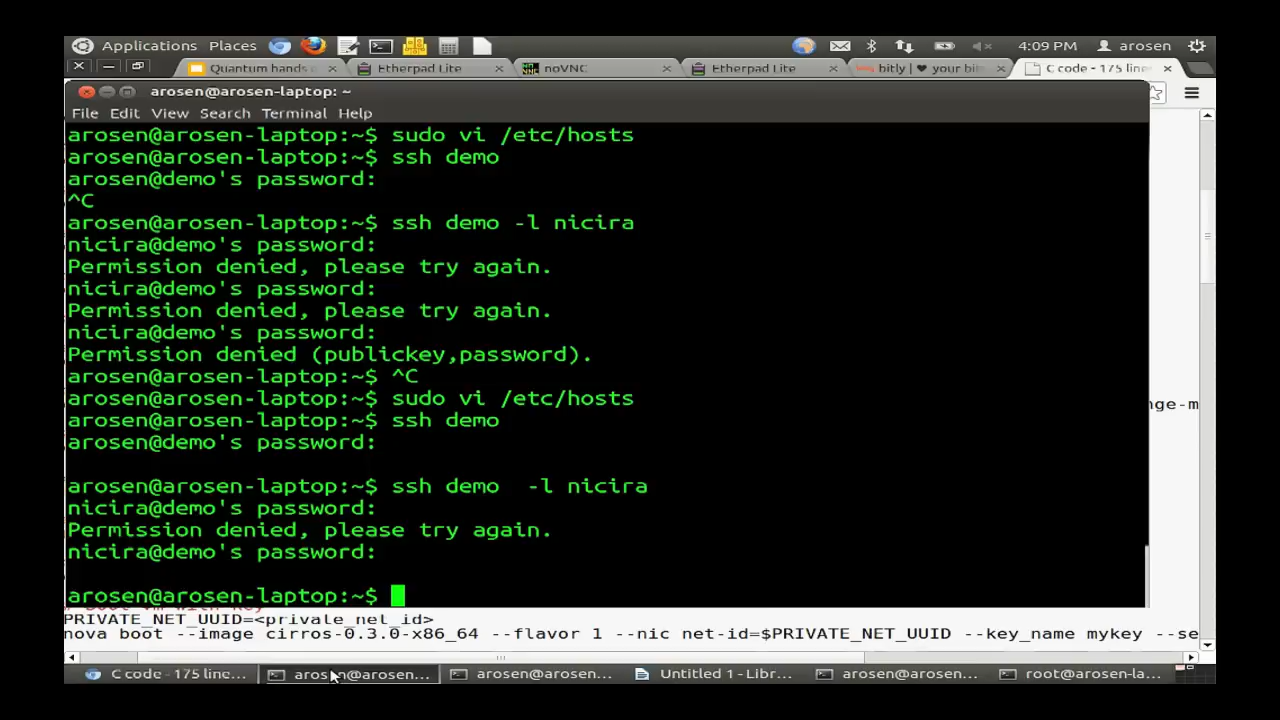 Applications Places 4:09 PM arosen
Quantum hands Etherpad Lite noVNC Etherpad Lite bitly | ♥ your bit C code - 175 line
arosen@arosen-laptop: ~
File Edit View Search Terminal Help
arosen@arosen-laptop:~$ sudo vi /etc/hosts
arosen@arosen-laptop:~$ ssh demo
arosen@demo's password:
^C
arosen@arosen-laptop:~$ ssh demo -l nicira
nicira@demo's password:
Permission denied, please try again.
nicira@demo's password:
Permission denied, please try again.
nicira@demo's password:
Permission denied (publickey,password).
arosen@arosen-laptop:~$ ^C
arosen@arosen-laptop:~$ sudo vi /etc/hosts
nge-m
arosen@arosen-laptop:~$ ssh demo
arosen@demo's password:
arosen@arosen-laptop:~$ ssh demo  -l nicira
nicira@demo's password:
Permission denied, please try again.
nicira@demo's password:
arosen@arosen-laptop:~$
PRIVATE_NET_UUID=<private_net_id>
nova boot --image cirros-0.3.0-x86_64 --flavor 1 --nic net-id=$PRIVATE_NET_UUID --key_name mykey --se
C code - 175 line... arosen@arosen... arosen@arosen... Untitled 1 - Libr... arosen@arosen... root@arosen-la...